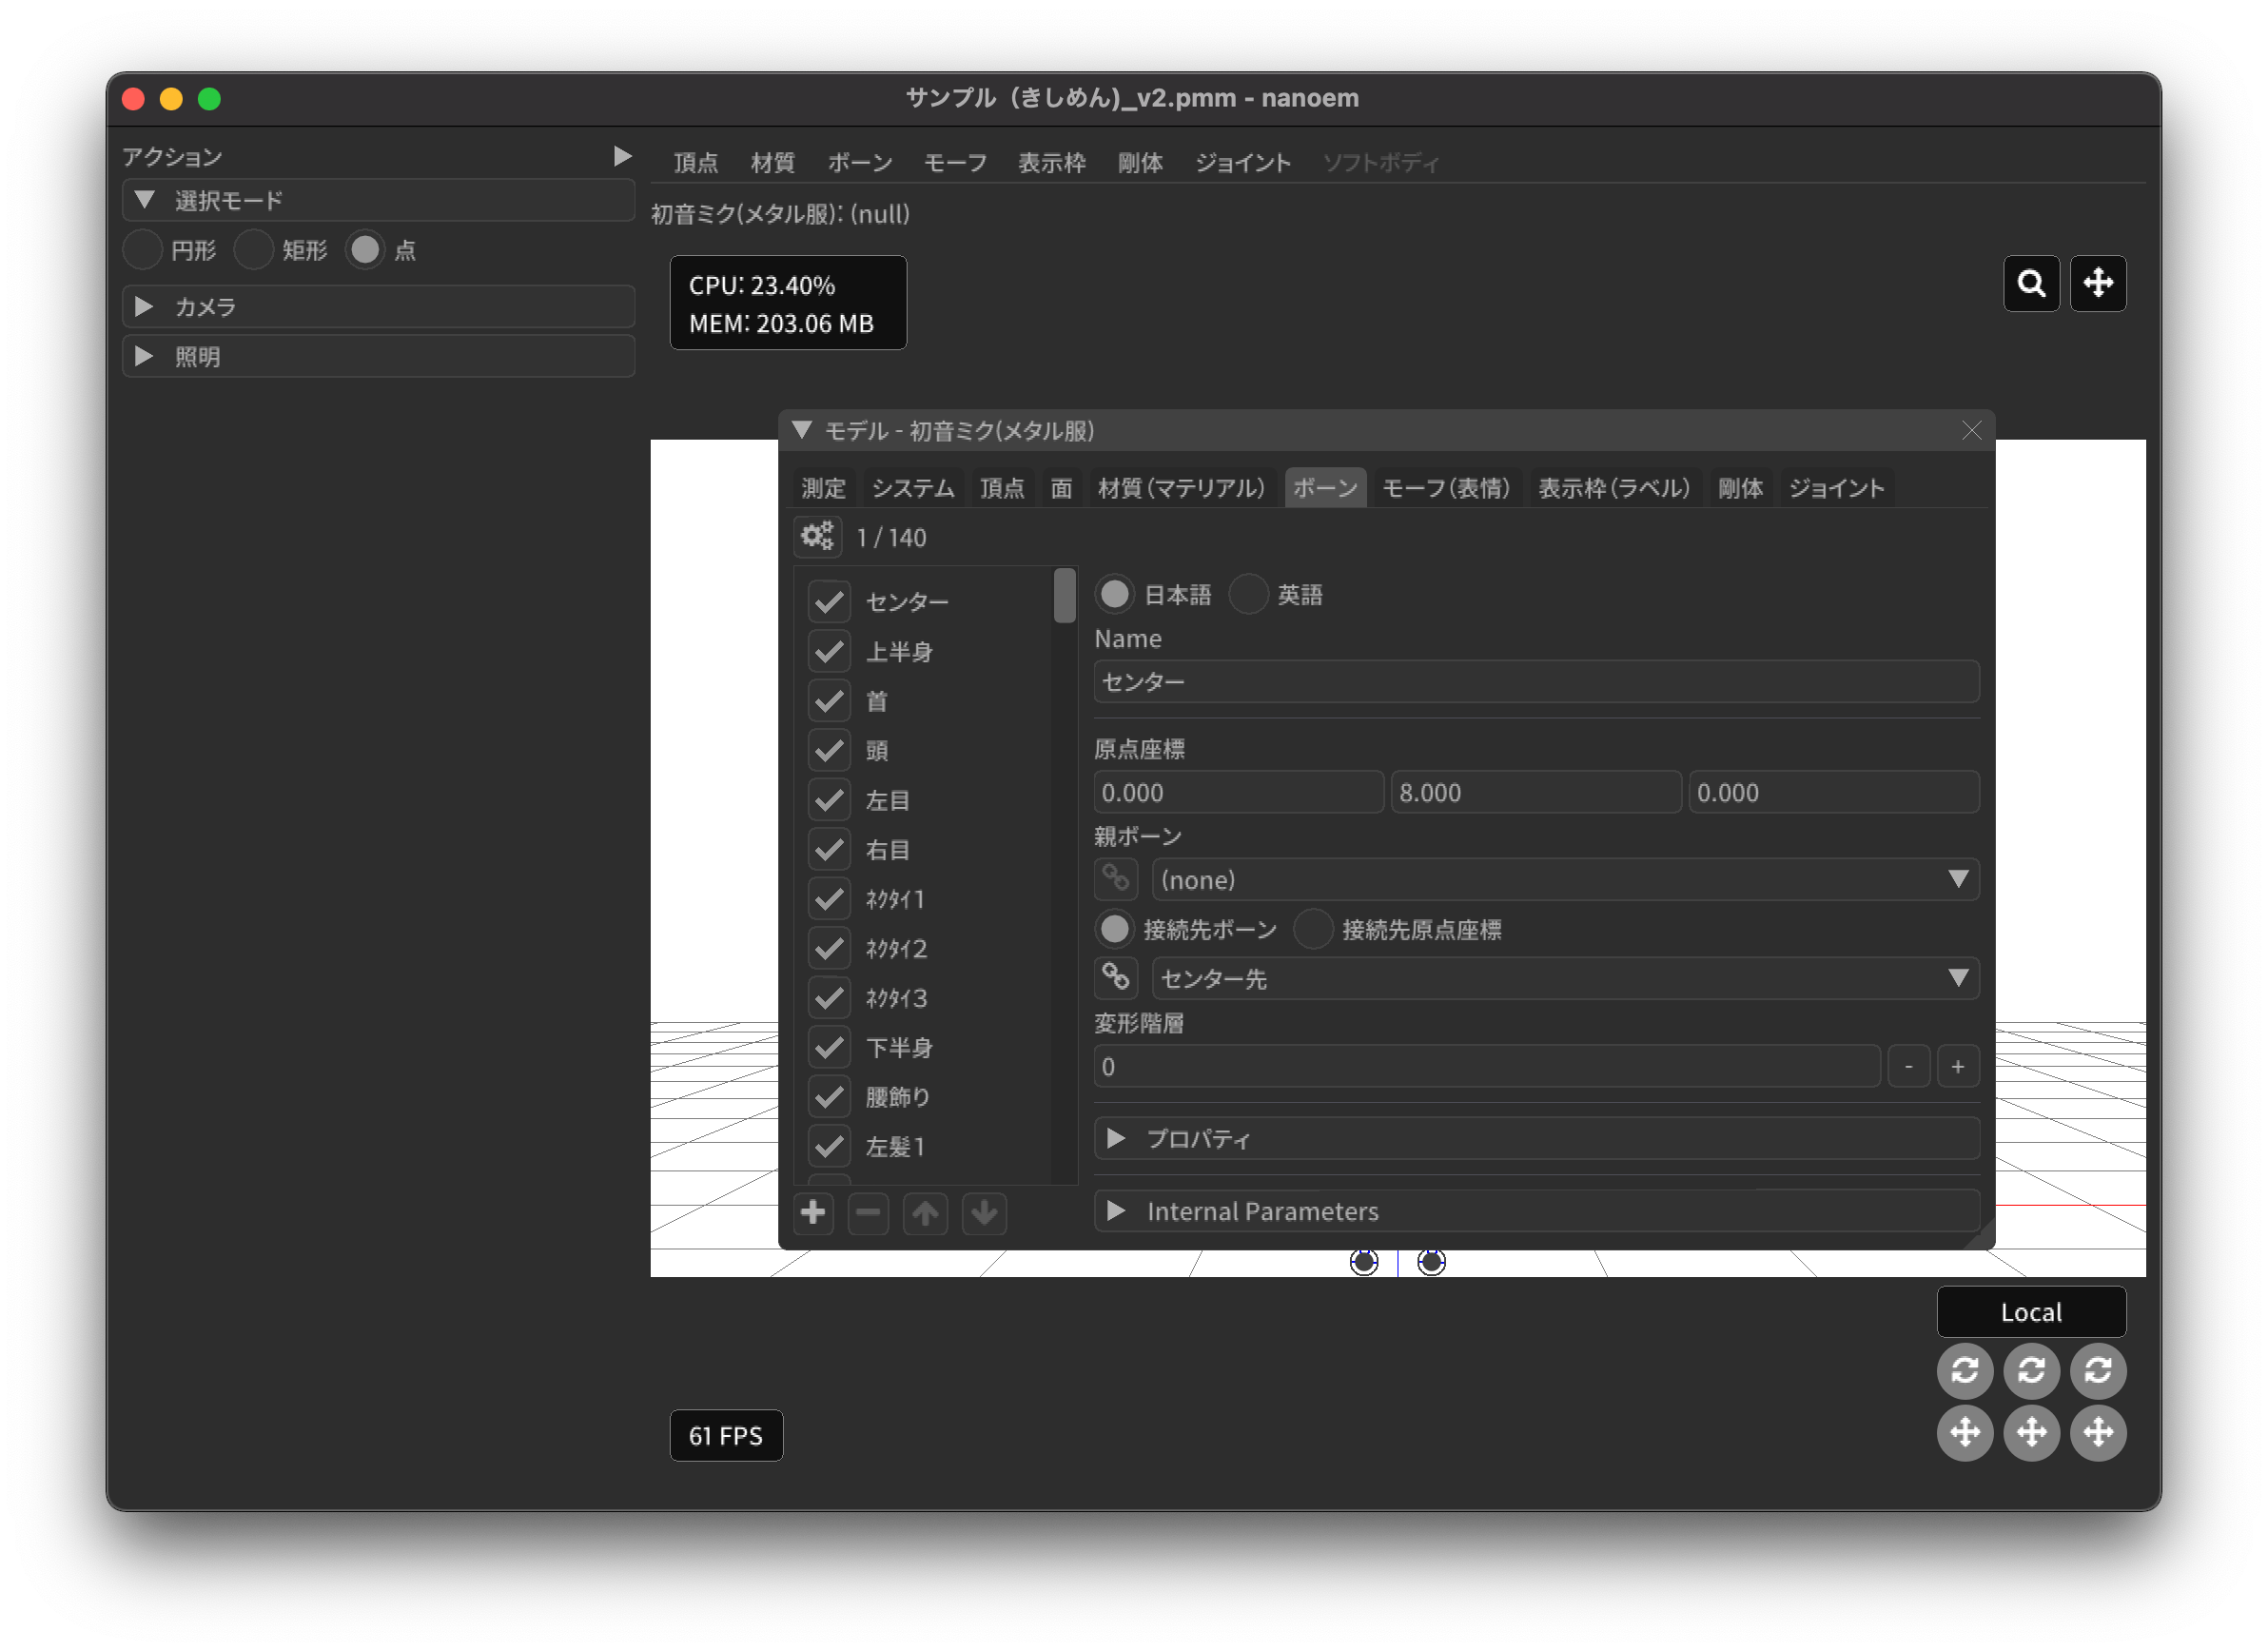 サンプル（きしめん)_v2.pmm - nanoem
アクション
選択モード
円形 矩形 点
カメラ
照明
頂点 材質 ボーン モーフ 表示枠 剛体 ジョイント ソフトボディ
初音ミク(メタル服): (null)
CPU: 23.40%
MEM: 203.06 MB
モデル - 初音ミク(メタル服)
測定 システム 頂点 面 材質(マテリアル) ボーン モーフ(表情) 表示枠(ラベル) 剛体 ジョイント
1 / 140
センター
上半身
首
頭
左目
右目
ﾈｸﾀｲ１
ﾈｸﾀｲ２
ﾈｸﾀｲ３
下半身
腰飾り
左髪１
日本語 英語
Name
センター
原点座標
0.000 8.000 0.000
親ボーン
(none)
接続先ボーン 接続先原点座標
センター先
変形階層
0 - +
プロパティ
Internal Parameters
Local
61 FPS